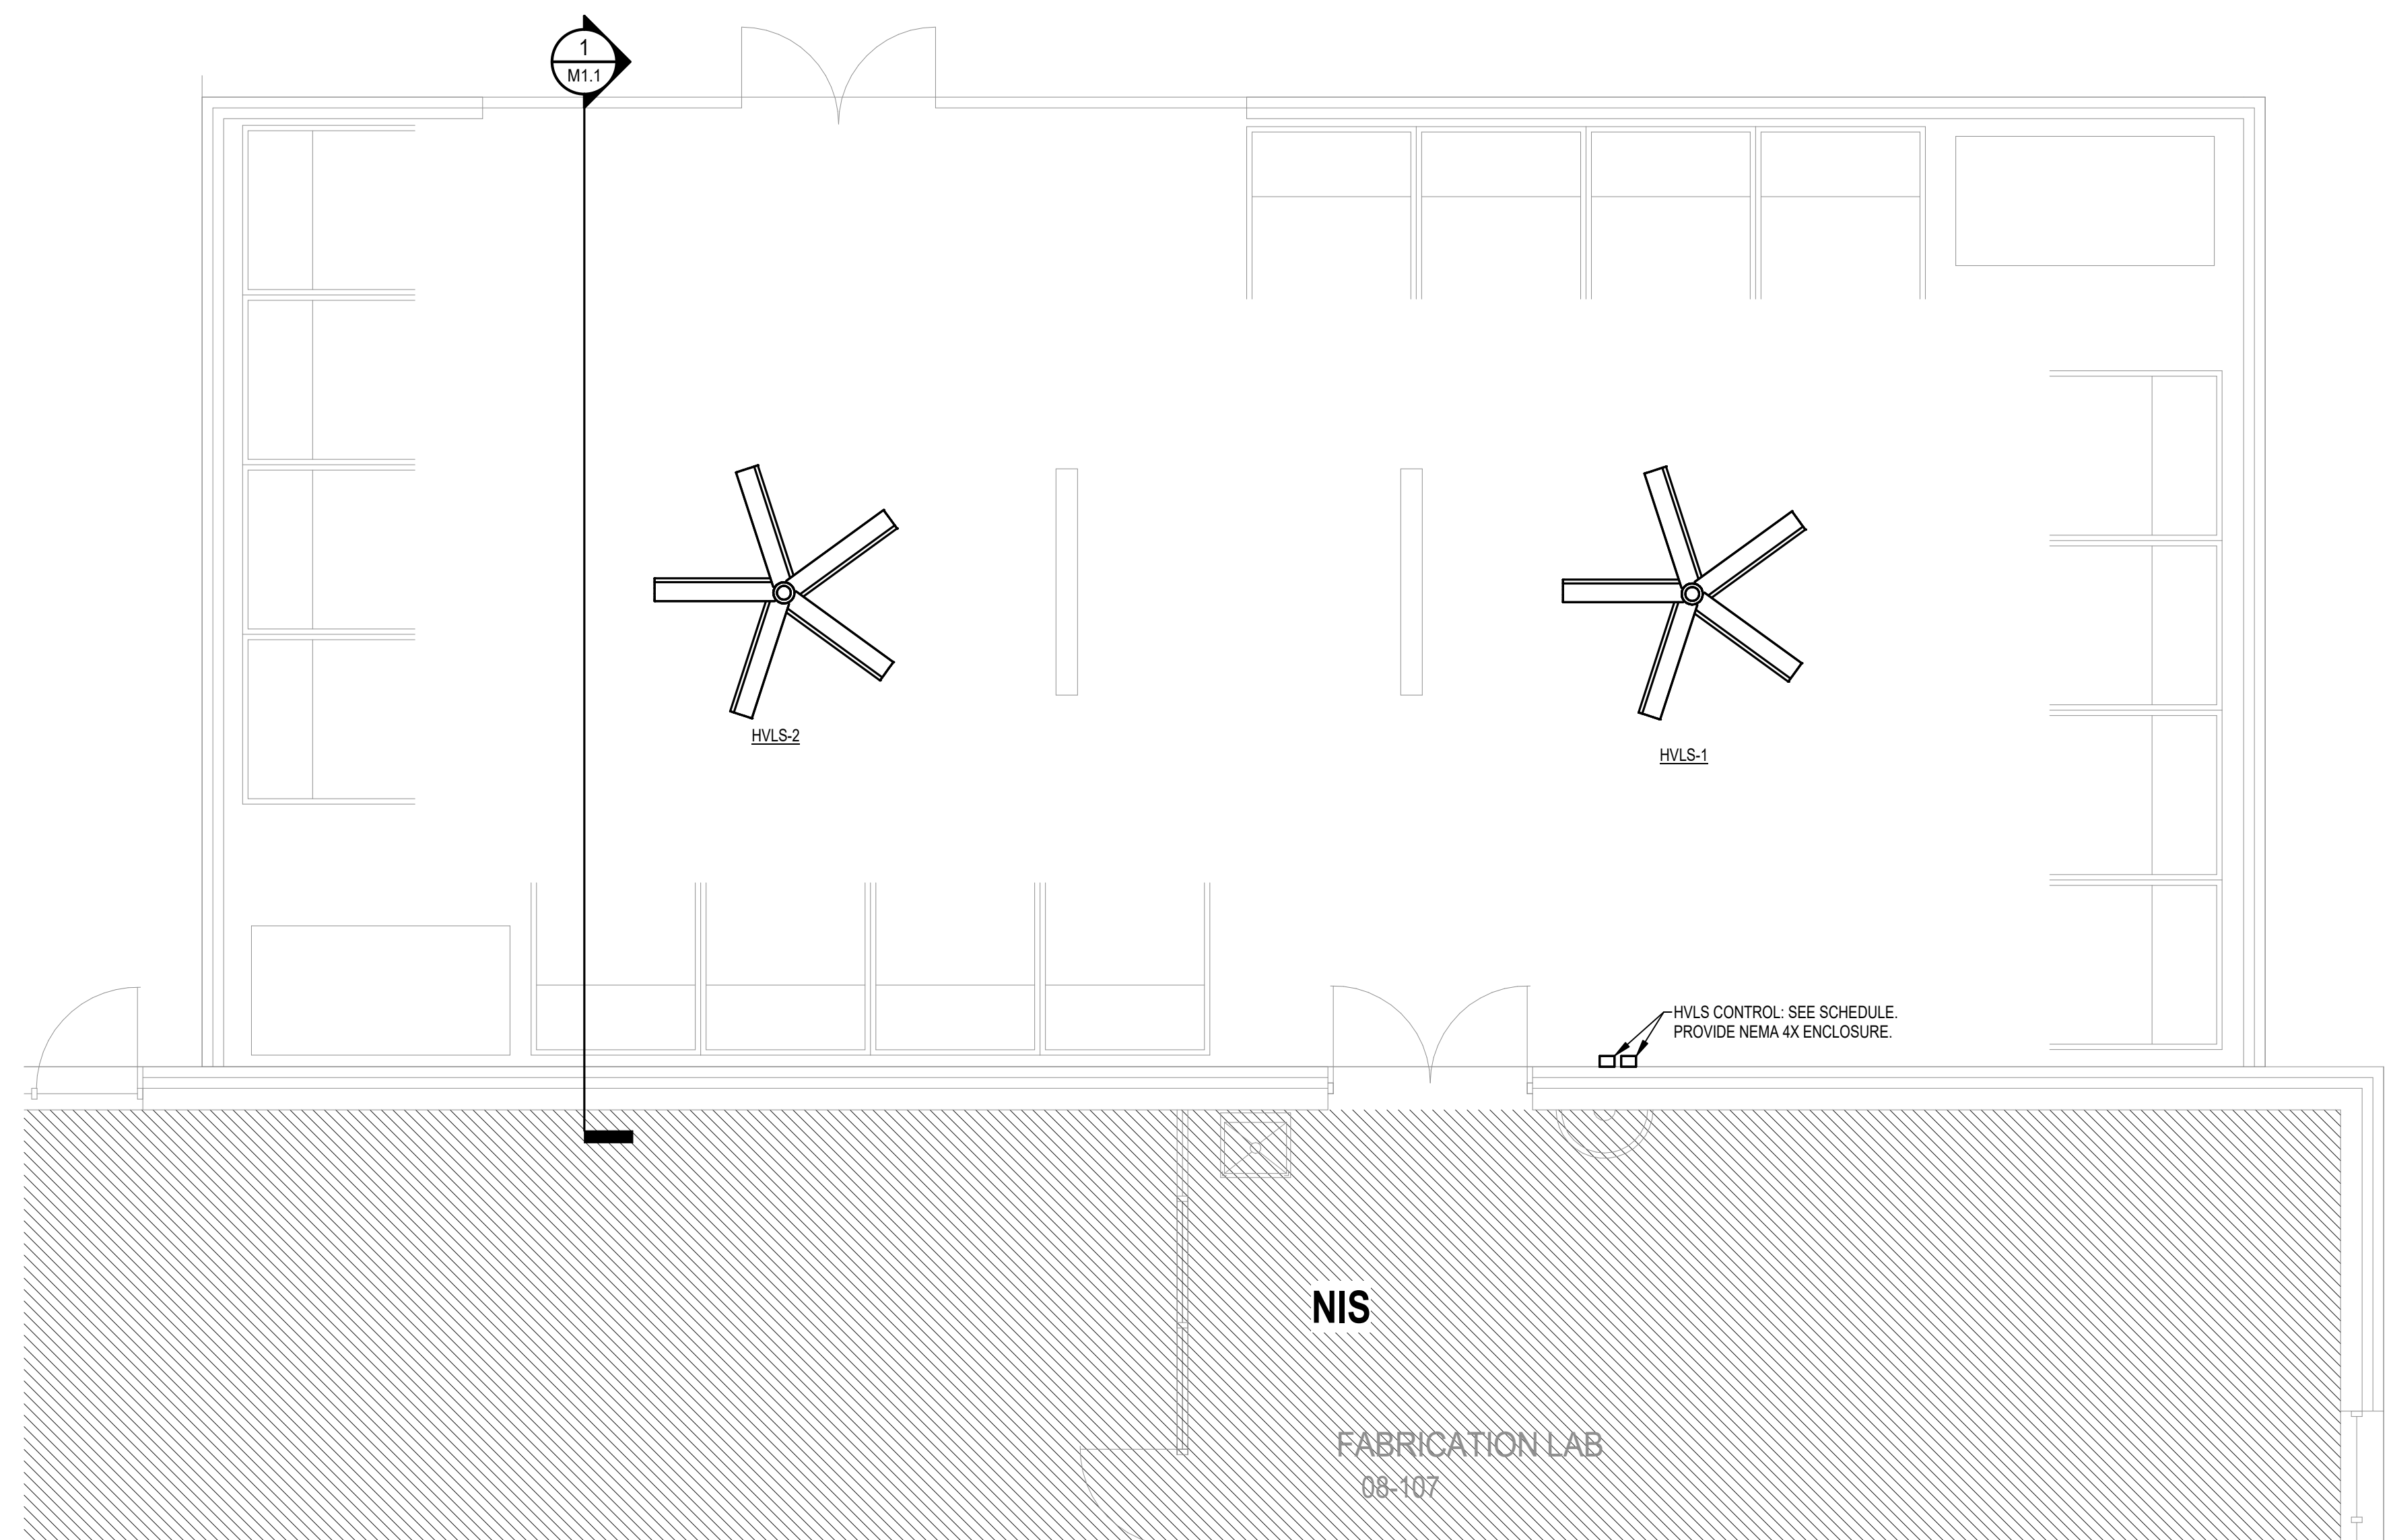 1
M1.1
HVLS-2
HVLS-1
HVLS CONTROL: SEE SCHEDULE.
PROVIDE NEMA 4X ENCLOSURE.
NIS
FABRICATION LAB
08-107